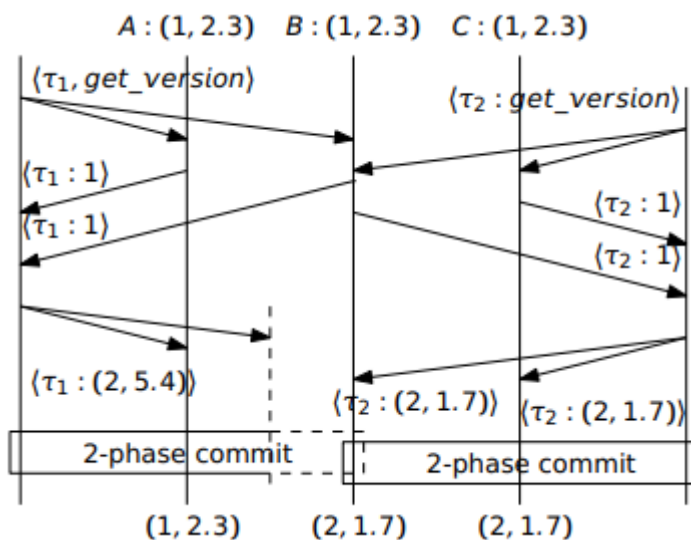 A : (1, 2.3) B : (1, 2.3) C : (1, 2.3)
⟨τ1, get_version⟩
⟨τ2 : get_version⟩
⟨τ1 : 1⟩
⟨τ2 : 1⟩
⟨τ1 : 1⟩
⟨τ2 : 1⟩
⟨τ1 : (2, 5.4)⟩
⟨τ2 : (2, 1.7)⟩
⟨τ2 : (2, 1.7)⟩
2-phase commit
2-phase commit
(1, 2.3) (2, 1.7) (2, 1.7)